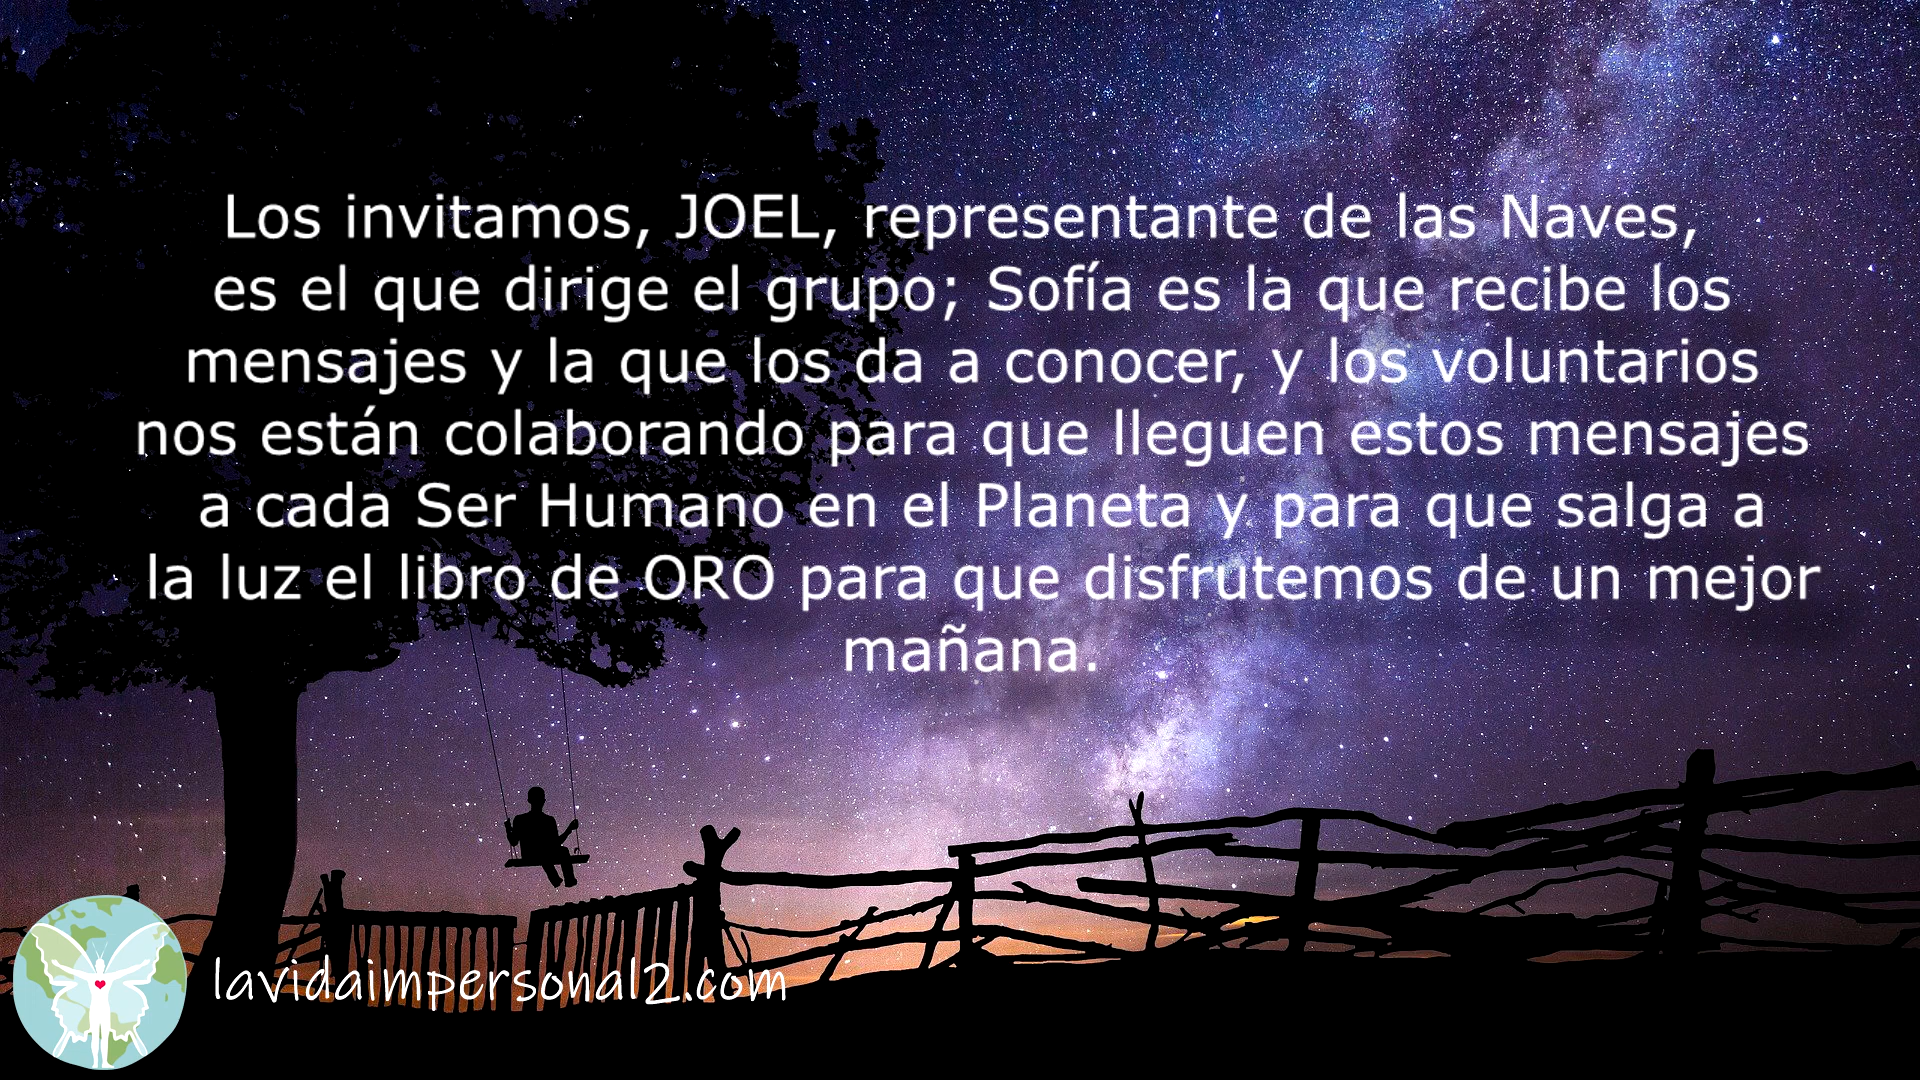 Los invitamos, JOEL, representante de las Naves,
es el que dirige el grupo; Sofía es la que recibe los
mensajes y la que los da a conocer, y los voluntarios
nos están colaborando para que lleguen estos mensajes
a cada Ser Humano en el Planeta y para que salga a
la luz el libro de ORO para que disfrutemos de un mejor
mañana.
lavidaimpersonal2.com